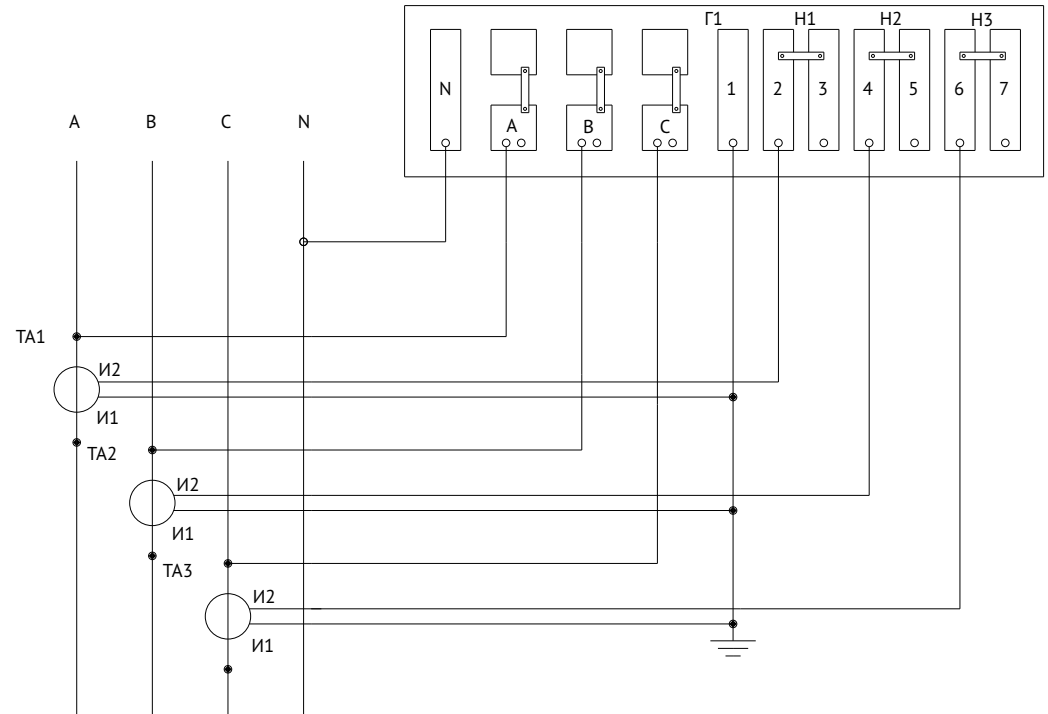 Г1 Н1 Н2 Н3
N 1 2 3 4 5 6 7
А В С
А В С N
ТА1
И2
И1
ТА2
И2
И1
ТА3
И2
И1